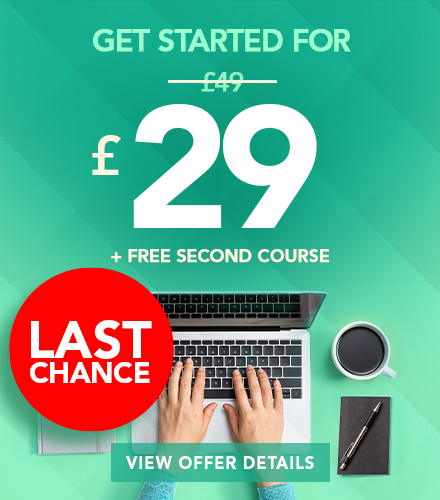 GET STARTED FOR
£49
£29
+ FREE SECOND COURSE
LAST
CHANCE
VIEW OFFER DETAILS